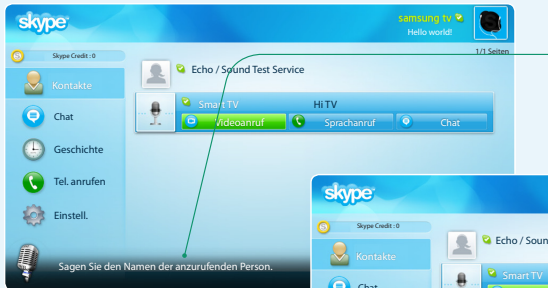 skype
samsung tv
Hello world!
Skype Credit : 0
1/1 Seiten
Kontakte
Echo / Sound Test Service
Smart TV Hi TV
Videoanruf Sprachanruf Chat
Chat
Geschichte
Tel. anrufen
Einstell.
Sagen Sie den Namen der anzurufenden Person.
skype
Skype Credit : 0
Kontakte
Echo / Soun
Smart TV
Chat